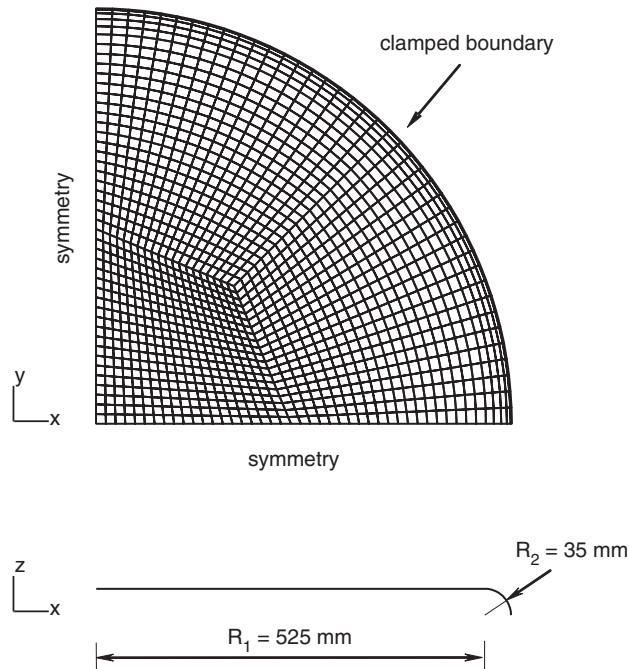 clamped boundary
symmetry
y
x
symmetry
z
x
R₂ = 35 mm
R₁ = 525 mm